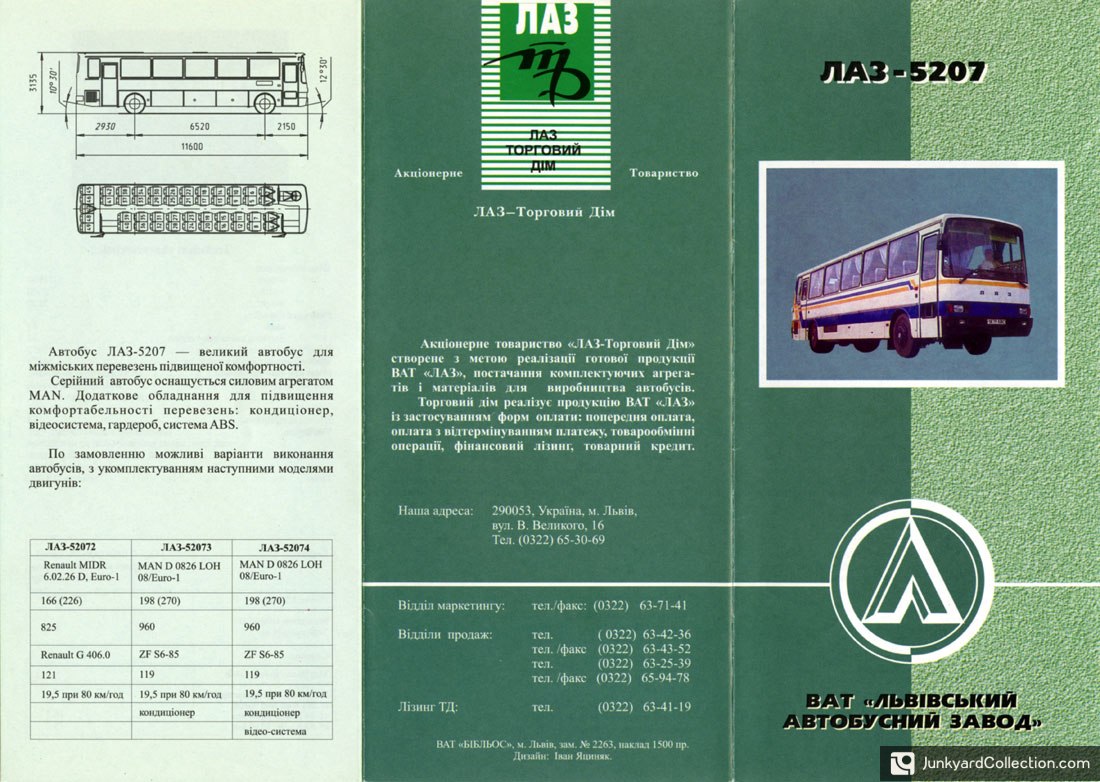 3135
10°30'
12°30'
2930
6520
2150
11600
Автобус ЛАЗ-5207 — великий автобус для
міжміських перевезень підвищеної комфортності.
Серійний автобус оснащується силовим агрегатом
MAN. Додаткове обладнання для підвищення
комфортабельності перевезень: кондиціонер,
відеосистема, гардероб, система ABS.
По замовленню можливі варіанти виконання
автобусів, з укомплектуванням наступними моделями
двигунів:
ЛАЗ-52072 ЛАЗ-52073 ЛАЗ-52074
Renault MIDR MAN D 0826 LOH MAN D 0826 LOH
6.02.26 D, Euro-1 08/Euro-1 08/Euro-1
166 (226) 198 (270) 198 (270)
825 960 960
Renault G 406.0 ZF S6-85 ZF S6-85
121 119 119
19,5 при 80 км/год 19,5 при 80 км/год 19,5 при 80 км/год
кондиціонер кондиціонер
відео-система
ЛАЗ
тд
ЛАЗ
ТОРГОВИЙ
ДІМ
Акціонерне Товариство
ЛАЗ–Торговий Дім
Акціонерне товариство «ЛАЗ-Торговий Дім»
створене з метою реалізації готової продукції
ВАТ «ЛАЗ», постачання комплектуючих агрега-
тів і матеріалів для виробництва автобусів.
Торговий дім реалізує продукцію ВАТ «ЛАЗ»
із застосуванням форм оплати: попередня оплата,
оплата з відтермінуванням платежу, товарообмінні
операції, фінансовий лізинг, товарний кредит.
Наша адреса: 290053, Україна, м. Львів,
вул. В. Великого, 16
Тел. (0322) 65-30-69
Відділ маркетингу: тел./факс: (0322) 63-71-41
Відділи продаж: тел. ( 0322) 63-42-36
тел. /факс (0322) 63-43-52
тел. (0322) 63-25-39
тел. /факс (0322) 65-94-78
Лізинг ТД: тел. (0322) 63-41-19
ВАТ «БІБЛЬОС», м. Львів, зам. № 2263, наклад 1500 пр.
Дизайн: Іван Яциняк.
ЛАЗ-5207
ЛАЗ
ВАТ «ЛЬВІВСЬКИЙ
АВТОБУСНИЙ ЗАВОД»
JunkyardCollection.com